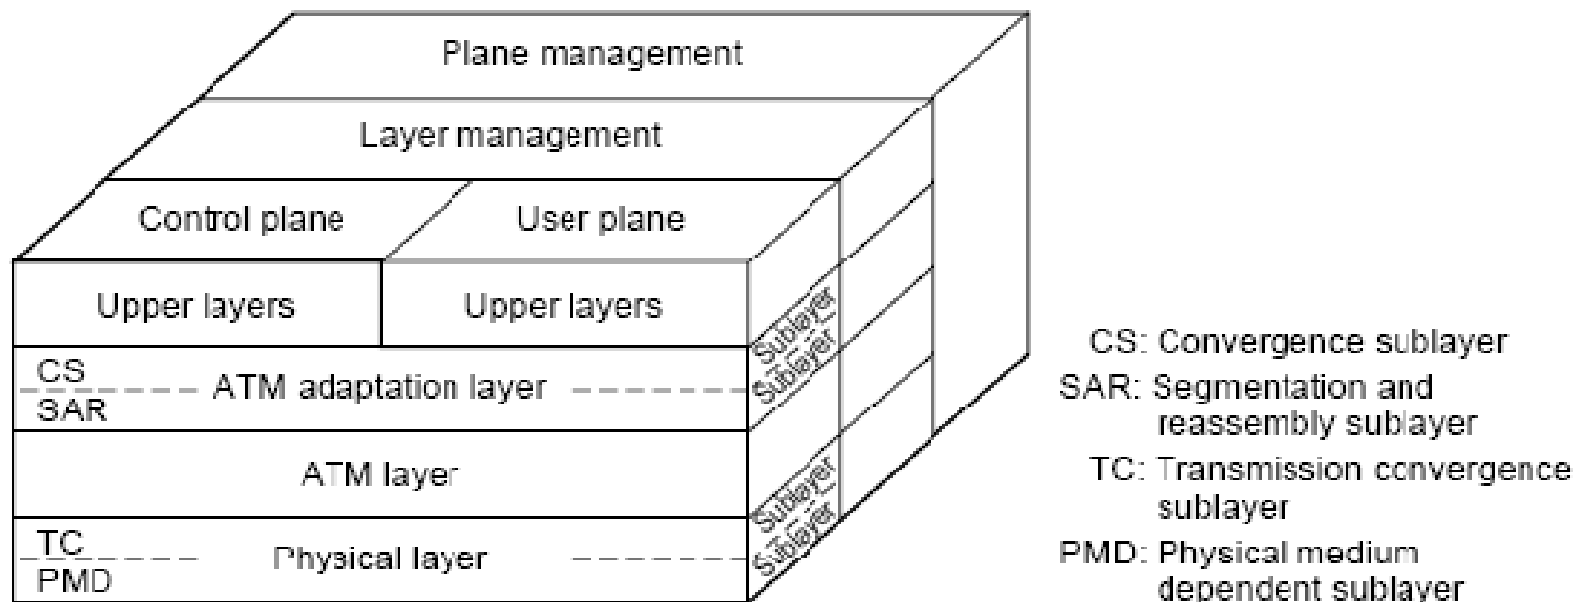 Plane management
Layer management
Control plane
User plane
Upper layers
Upper layers
CS
ATM adaptation layer
SAR
Sublayer
Sublayer
ATM layer
TC
Physical layer
PMD
Sublayer
Sublayer
CS: Convergence sublayer
SAR: Segmentation and
reassembly sublayer
TC: Transmission convergence
sublayer
PMD: Physical medium
dependent sublayer